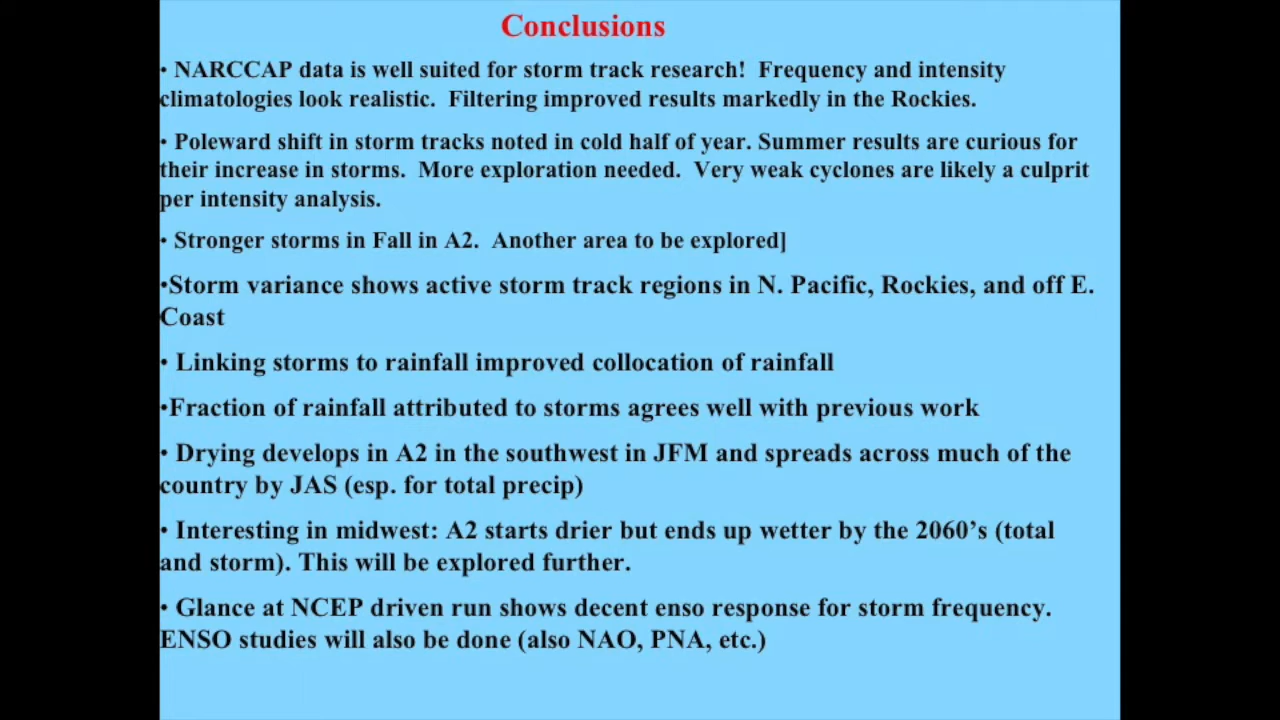 Conclusions
• NARCCAP data is well suited for storm track research!  Frequency and intensity
climatologies look realistic.  Filtering improved results markedly in the Rockies.
• Poleward shift in storm tracks noted in cold half of year. Summer results are curious for
their increase in storms.  More exploration needed.  Very weak cyclones are likely a culprit
per intensity analysis.
• Stronger storms in Fall in A2.  Another area to be explored]
•Storm variance shows active storm track regions in N. Pacific, Rockies, and off E.
Coast
• Linking storms to rainfall improved collocation of rainfall
•Fraction of rainfall attributed to storms agrees well with previous work
• Drying develops in A2 in the southwest in JFM and spreads across much of the
country by JAS (esp. for total precip)
• Interesting in midwest: A2 starts drier but ends up wetter by the 2060’s (total
and storm). This will be explored further.
• Glance at NCEP driven run shows decent enso response for storm frequency.
ENSO studies will also be done (also NAO, PNA, etc.)